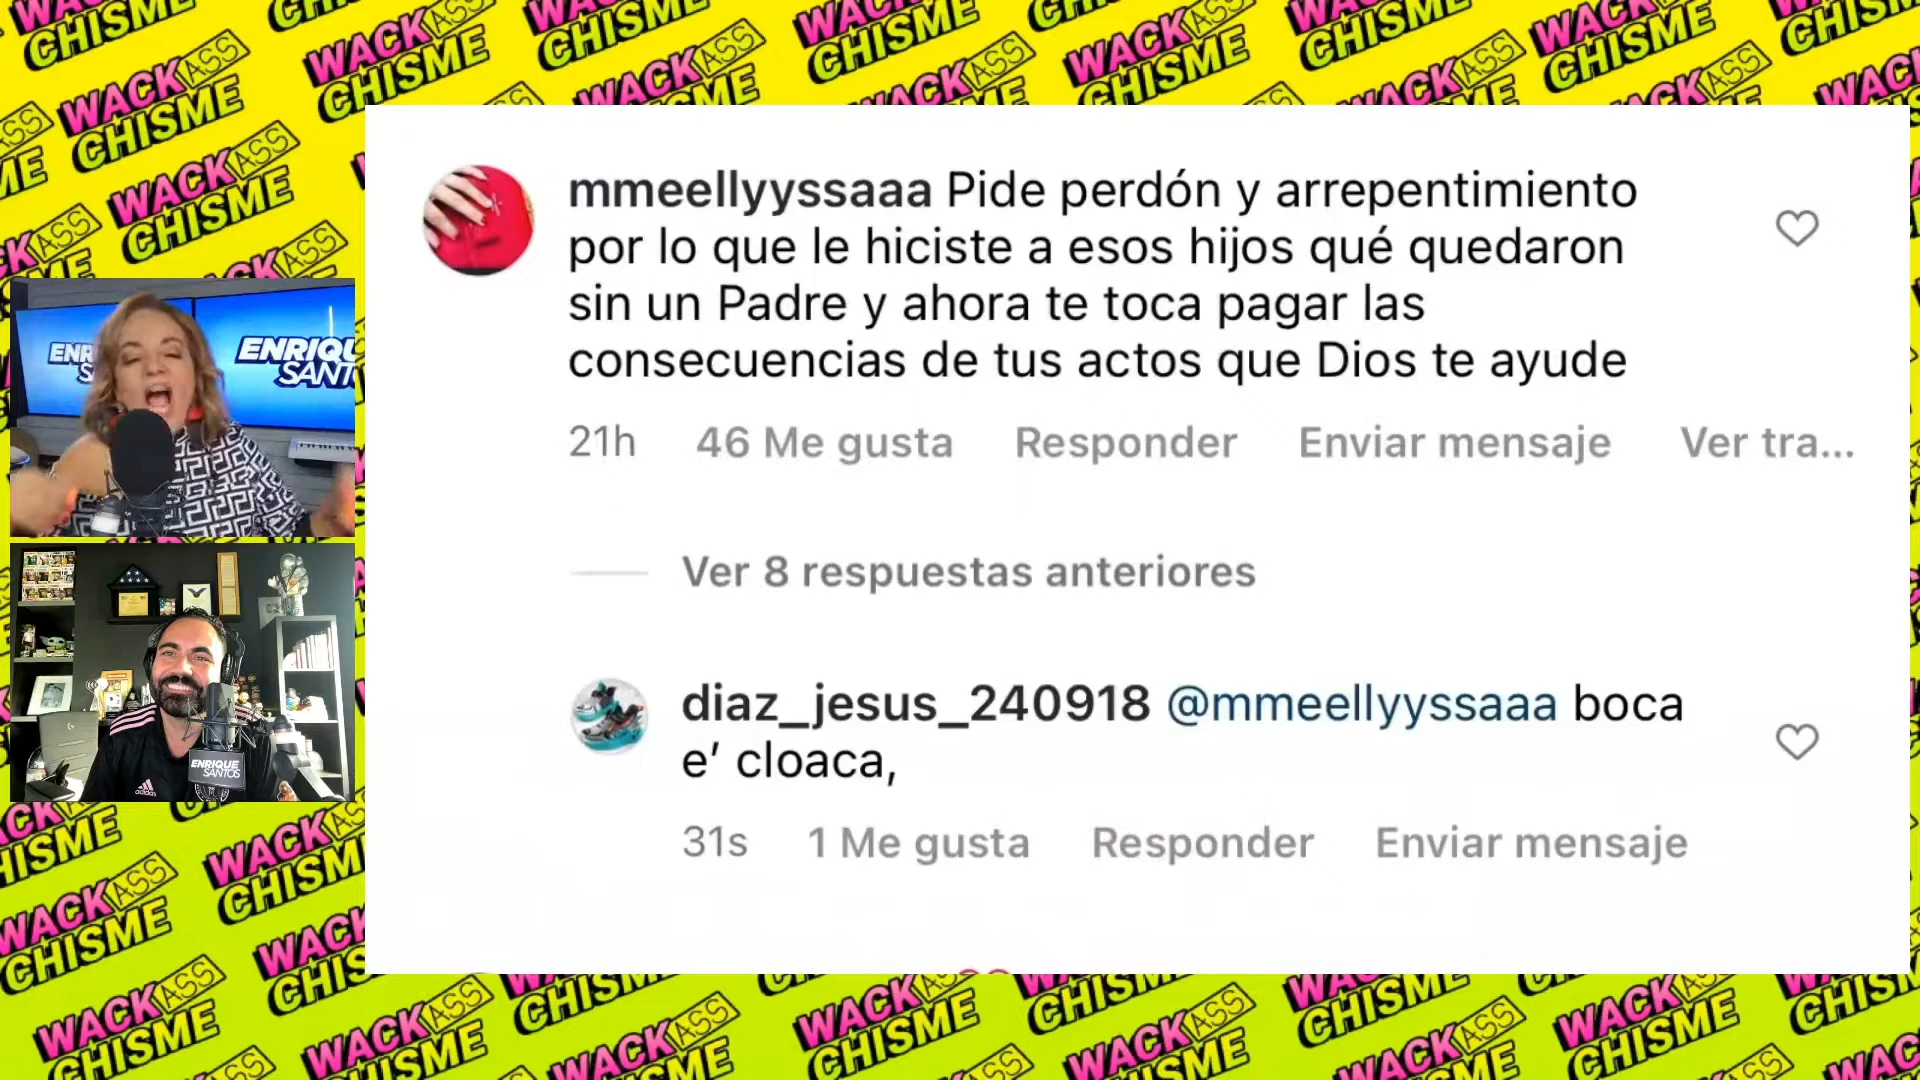 WACK ASS
CHISME
mmeellyyssaaa Pide perdón y arrepentimiento
por lo que le hiciste a esos hijos qué quedaron
sin un Padre y ahora te toca pagar las
consecuencias de tus actos que Dios te ayude
21h 46 Me gusta Responder Enviar mensaje Ver tra...
Ver 8 respuestas anteriores
diaz_jesus_240918 @mmeellyyssaaa boca
e’ cloaca,
31s 1 Me gusta Responder Enviar mensaje
ENRIQUE
SANTOS
adidas